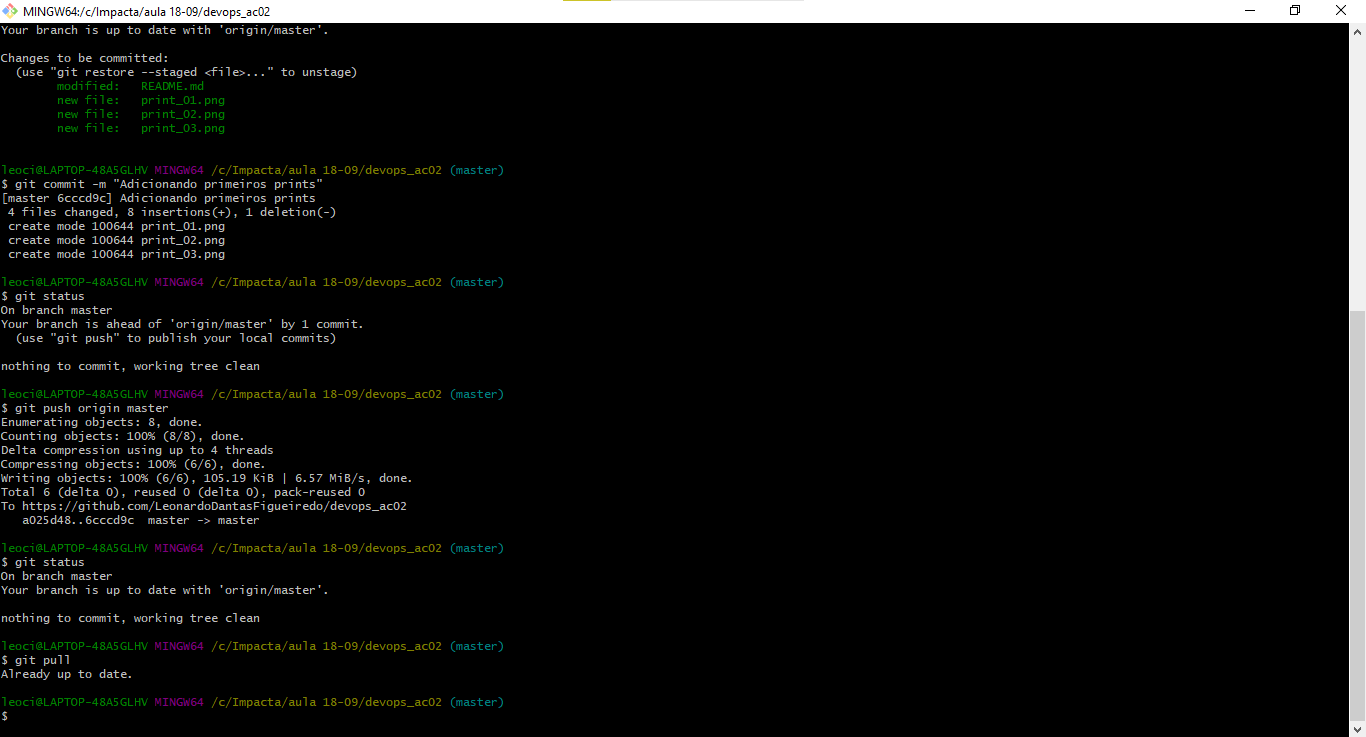 MINGW64:/c/Impacta/aula 18-09/devops_ac02
Your branch is up to date with 'origin/master'.
Changes to be committed:
  (use "git restore --staged <file>..." to unstage)
        modified:   README.md
        new file:   print_01.png
        new file:   print_02.png
        new file:   print_03.png
leoci@LAPTOP-48A5GLHV MINGW64 /c/Impacta/aula 18-09/devops_ac02 (master)
$ git commit -m "Adicionando primeiros prints"
[master 6cccd9c] Adicionando primeiros prints
 4 files changed, 8 insertions(+), 1 deletion(-)
 create mode 100644 print_01.png
 create mode 100644 print_02.png
 create mode 100644 print_03.png
leoci@LAPTOP-48A5GLHV MINGW64 /c/Impacta/aula 18-09/devops_ac02 (master)
$ git status
On branch master
Your branch is ahead of 'origin/master' by 1 commit.
  (use "git push" to publish your local commits)
nothing to commit, working tree clean
leoci@LAPTOP-48A5GLHV MINGW64 /c/Impacta/aula 18-09/devops_ac02 (master)
$ git push origin master
Enumerating objects: 8, done.
Counting objects: 100% (8/8), done.
Delta compression using up to 4 threads
Compressing objects: 100% (6/6), done.
Writing objects: 100% (6/6), 105.19 KiB | 6.57 MiB/s, done.
Total 6 (delta 0), reused 0 (delta 0), pack-reused 0
To https://github.com/LeonardoDantasFigueiredo/devops_ac02
   a025d48..6cccd9c  master -> master
leoci@LAPTOP-48A5GLHV MINGW64 /c/Impacta/aula 18-09/devops_ac02 (master)
$ git status
On branch master
Your branch is up to date with 'origin/master'.
nothing to commit, working tree clean
leoci@LAPTOP-48A5GLHV MINGW64 /c/Impacta/aula 18-09/devops_ac02 (master)
$ git pull
Already up to date.
leoci@LAPTOP-48A5GLHV MINGW64 /c/Impacta/aula 18-09/devops_ac02 (master)
$